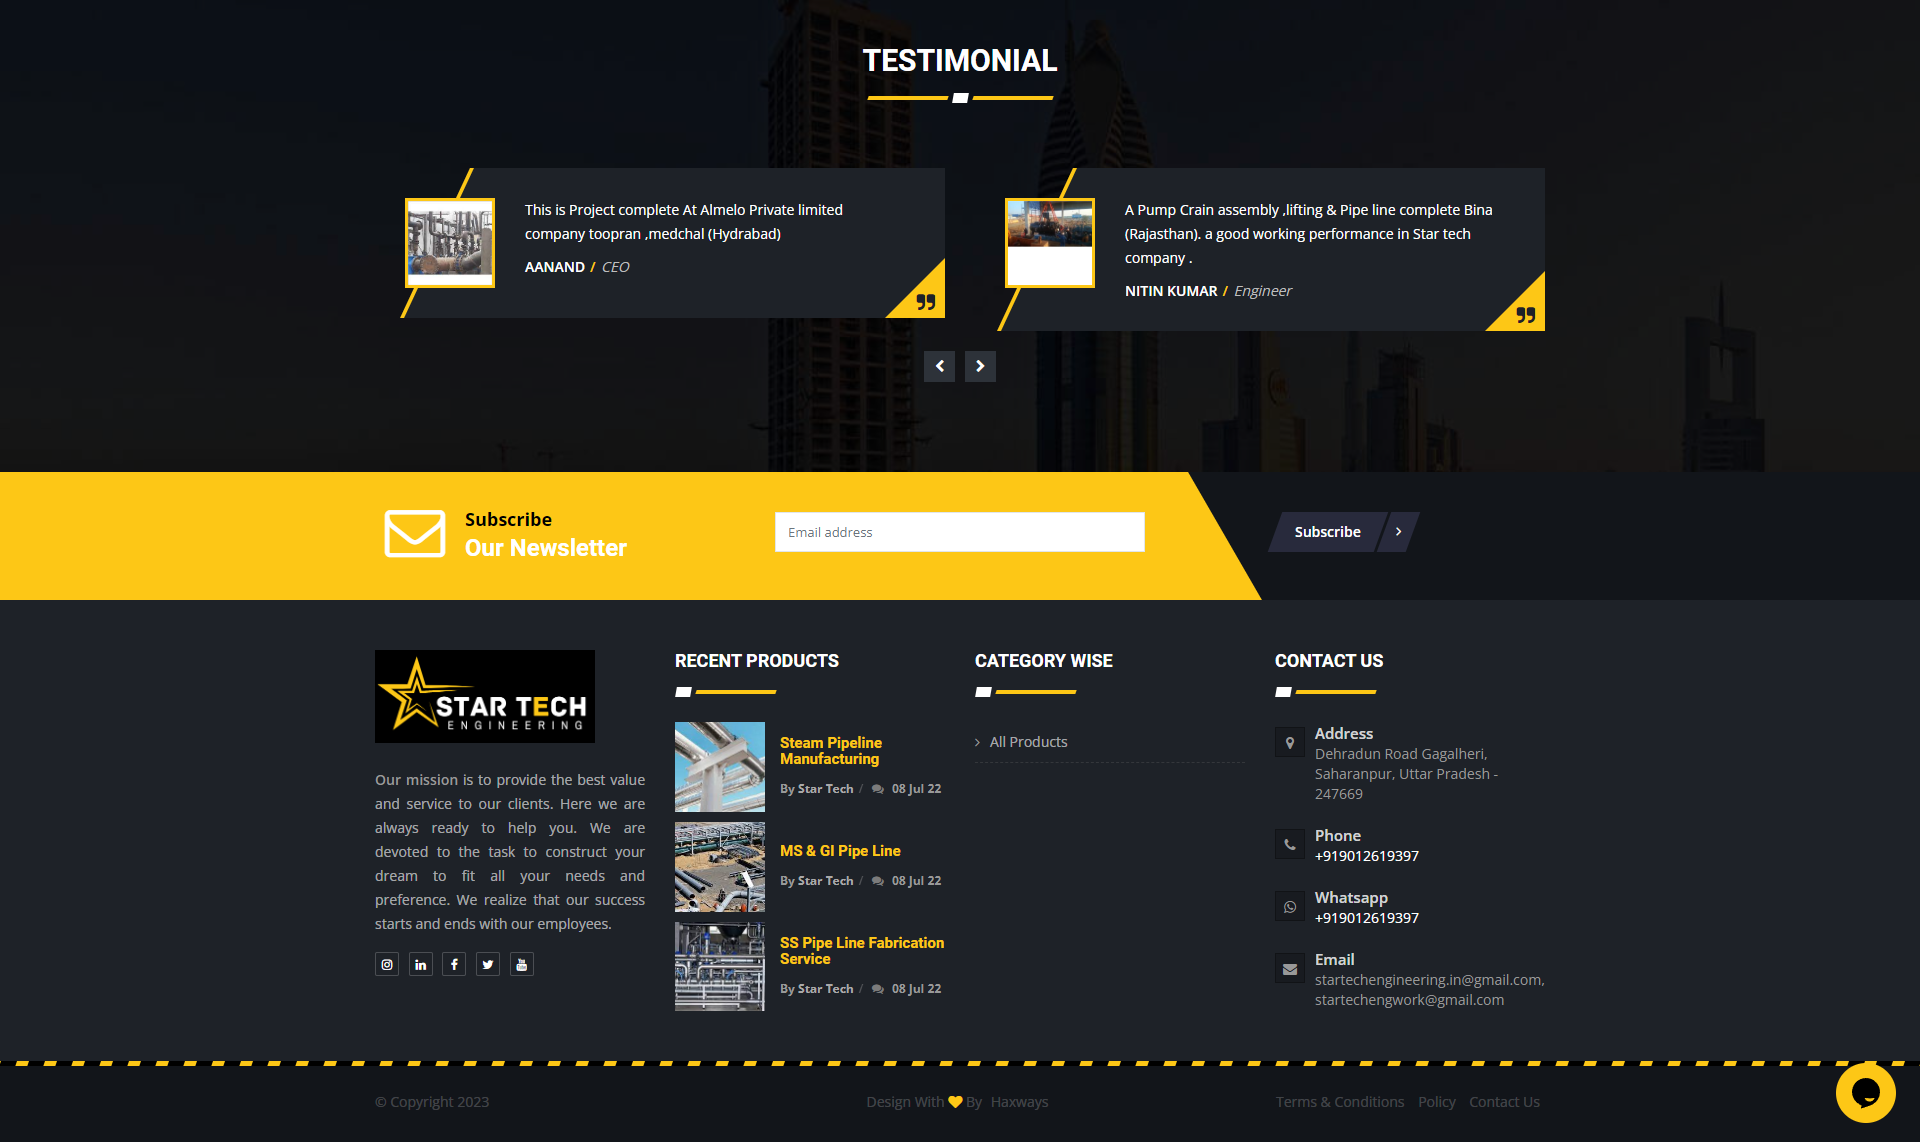 TESTIMONIAL
This is Project complete At Almelo Private limited
company toopran ,medchal (Hydrabad)
AANAND / CEO
A Pump Crain assembly ,lifting & Pipe line complete Bina
(Rajasthan). a good working performance in Star tech
company .
NITIN KUMAR / Engineer
Subscribe
Our Newsletter
Email address
Subscribe
STAR TECH
ENGINEERING
Our mission is to provide the best value
and service to our clients. Here we are
always ready to help you. We are
devoted to the task to construct your
dream to fit all your needs and
preference. We realize that our success
starts and ends with our employees.
RECENT PRODUCTS
Steam Pipeline
Manufacturing
By Star Tech / 08 Jul 22
MS & GI Pipe Line
By Star Tech / 08 Jul 22
SS Pipe Line Fabrication
Service
By Star Tech / 08 Jul 22
CATEGORY WISE
All Products
CONTACT US
Address
Dehradun Road Gagalheri,
Saharanpur, Uttar Pradesh -
247669
Phone
+919012619397
Whatsapp
+919012619397
Email
startechengineering.in@gmail.com,
startechengwork@gmail.com
© Copyright 2023
Design With By Haxways
Terms & Conditions Policy Contact Us